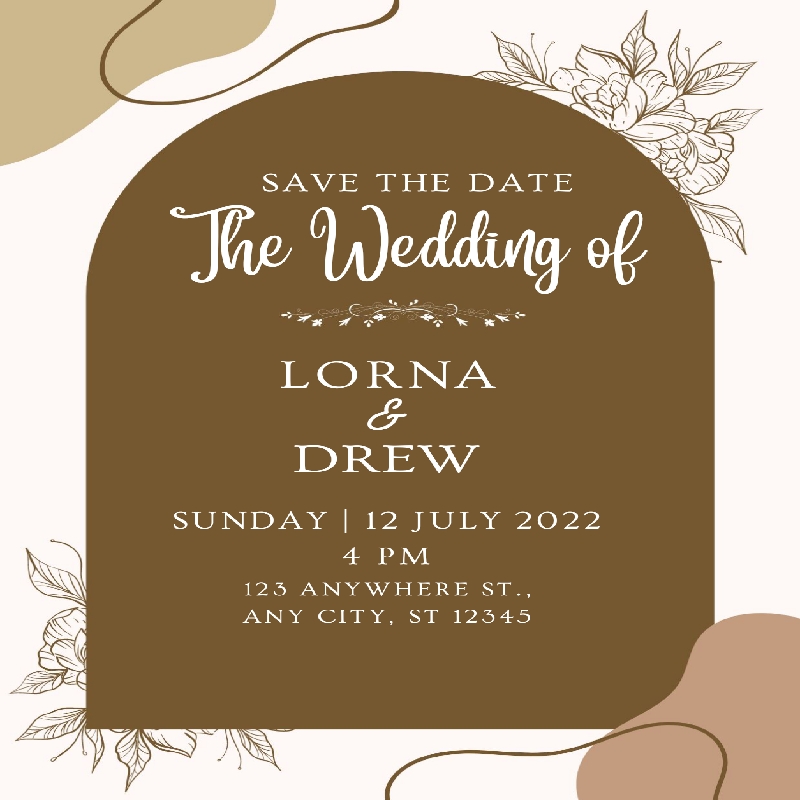 SAVE THE DATE
The Wedding of
LORNA
&
DREW
SUNDAY | 12 JULY 2022
4 PM
123 ANYWHERE ST.,
ANY CITY, ST 12345